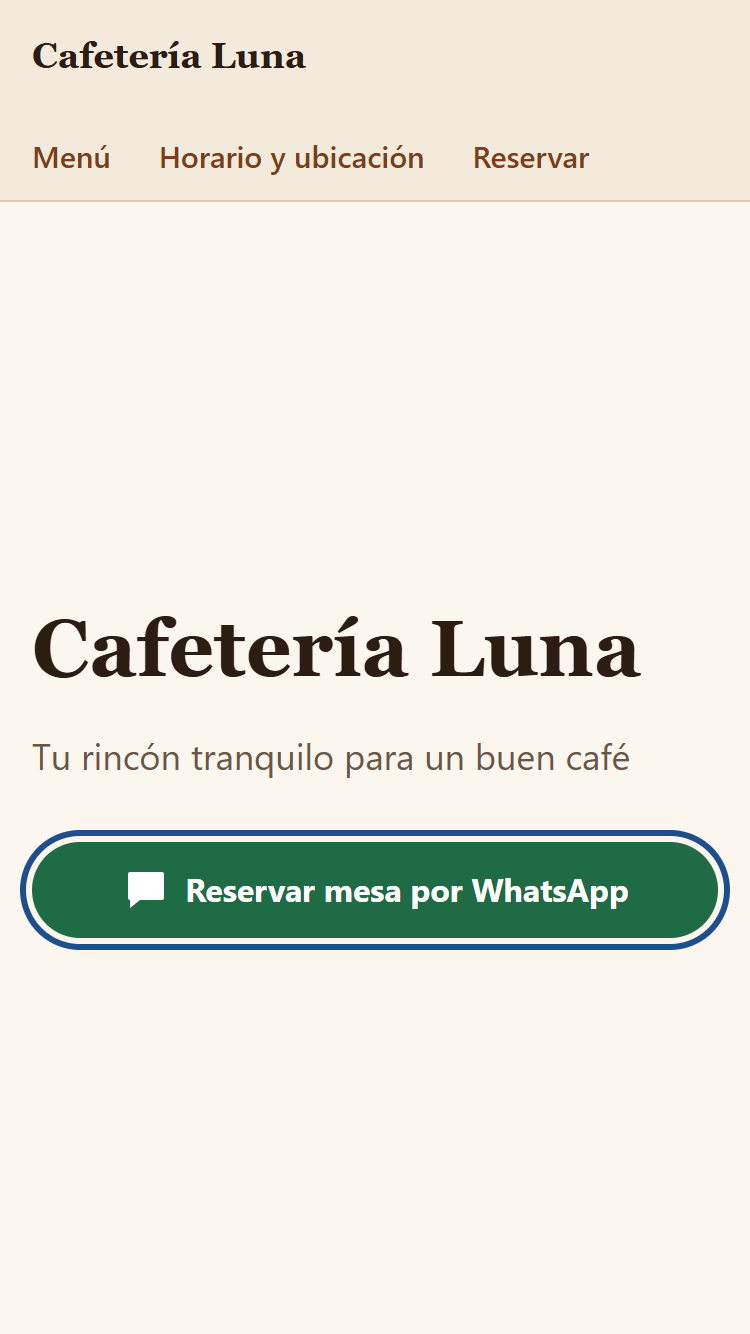 Cafetería Luna
Menú Horario y ubicación Reservar
Cafetería Luna
Tu rincón tranquilo para un buen café
Reservar mesa por WhatsApp